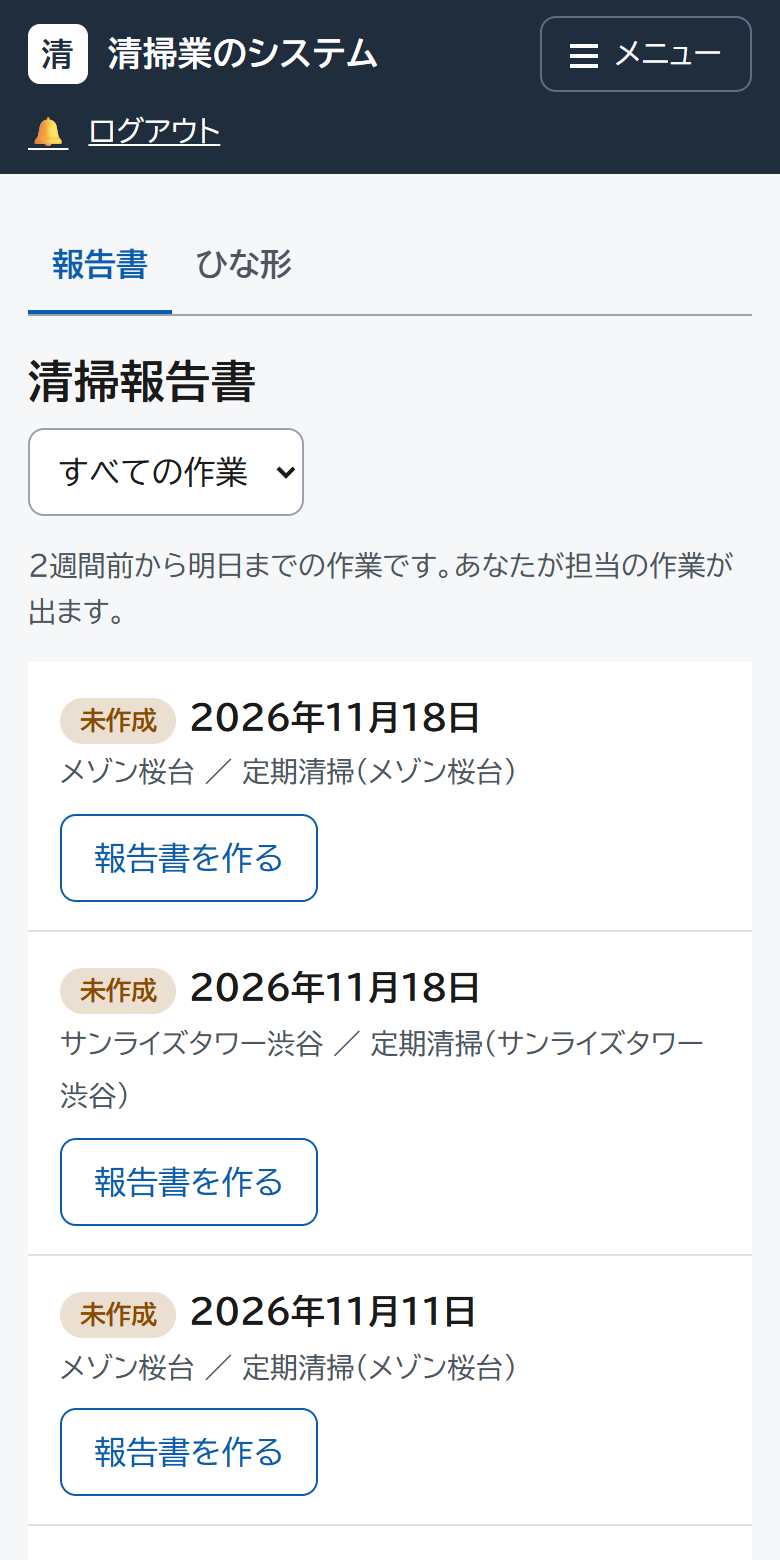 清 清掃業のシステム
メニュー
🔔 ログアウト
報告書 ひな形
清掃報告書
すべての作業
2週間前から明日までの作業です。あなたが担当の作業が
出ます。
未作成 2026年11月18日
メゾン桜台 ／ 定期清掃（メゾン桜台）
報告書を作る
未作成 2026年11月18日
サンライズタワー渋谷 ／ 定期清掃（サンライズタワー
渋谷）
報告書を作る
未作成 2026年11月11日
メゾン桜台 ／ 定期清掃（メゾン桜台）
報告書を作る